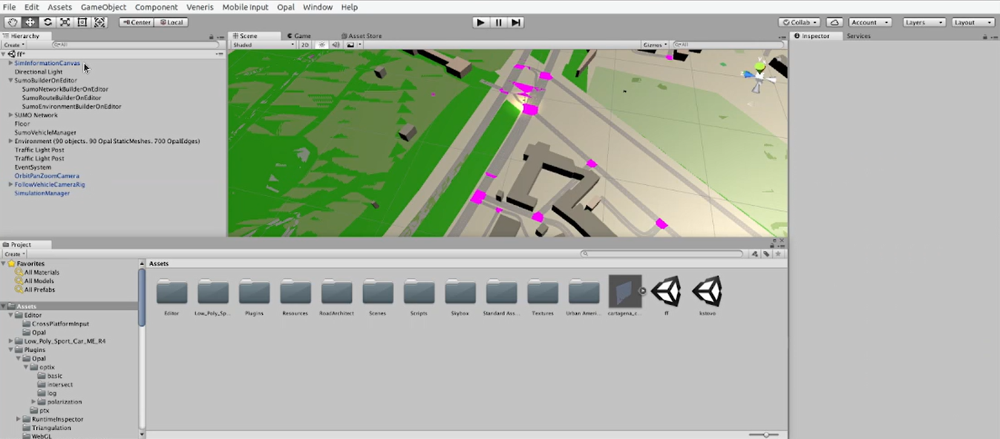 File Edit Assets GameObject Component Veneris Mobile Input Opal Window Help
Center Local Collab Account Layers Layout
Hierarchy
Create All
ff*
SimInformationCanvas
Directional Light
SumoBuilderOnEditor
SumoNetworkBuilderOnEditor
SumoRouteBuilderOnEditor
SumoEnvironmentBuilderOnEditor
SUMO Network
Floor
SumoVehicleManager
Environment (90 objects. 90 Opal StaticMeshes. 700 OpalEdges)
Traffic Light Post
Traffic Light Post
EventSystem
OrbitPanZoomCamera
FollowVehicleCameraRig
SimulationManager
Scene Game Asset Store
Shaded 2D Gizmos All
y
x
z
Inspector Services
Project
Create
Favorites
All Materials
All Models
All Prefabs
Assets
Editor
CrossPlatformInput
Opal
Low_Poly_Sport_Car_ME_R4
Plugins
Opal
optix
basic
intersect
log
polarization
ptx
RuntimeInspector
Triangulation
WebGL
Assets
Editor Low_Poly_Sp... Plugins Resources RoadArchitect Scenes Scripts Skybox Standard Ass... Textures Urban Ameri... cartagena_c... ff kstovo